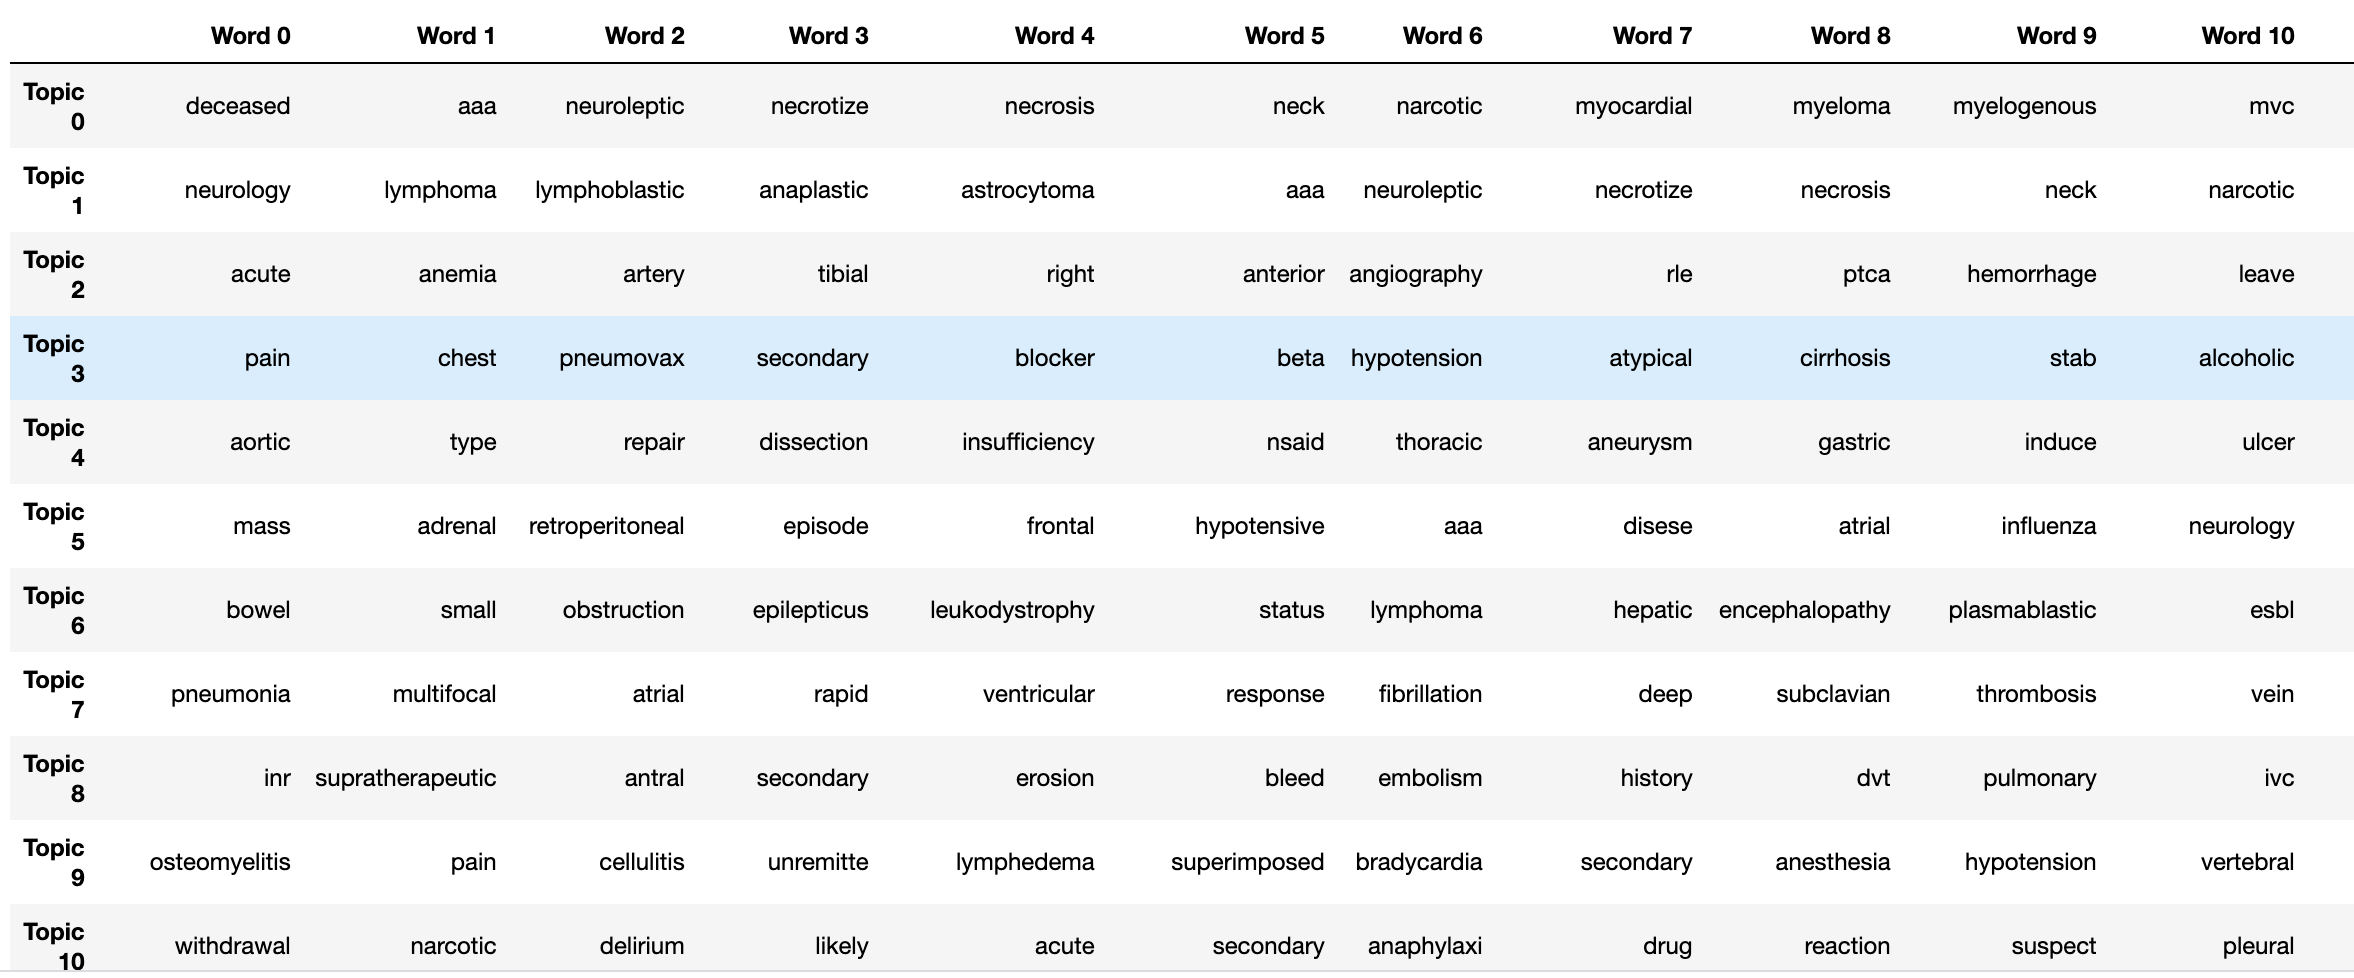 Word 0 Word 1 Word 2 Word 3 Word 4 Word 5 Word 6 Word 7 Word 8 Word 9 Word 10
Topic 0 deceased aaa neuroleptic necrotize necrosis neck narcotic myocardial myeloma myelogenous mvc
Topic 1 neurology lymphoma lymphoblastic anaplastic astrocytoma aaa neuroleptic necrotize necrosis neck narcotic
Topic 2 acute anemia artery tibial right anterior angiography rle ptca hemorrhage leave
Topic 3 pain chest pneumovax secondary blocker beta hypotension atypical cirrhosis stab alcoholic
Topic 4 aortic type repair dissection insufficiency nsaid thoracic aneurysm gastric induce ulcer
Topic 5 mass adrenal retroperitoneal episode frontal hypotensive aaa disese atrial influenza neurology
Topic 6 bowel small obstruction epilepticus leukodystrophy status lymphoma hepatic encephalopathy plasmablastic esbl
Topic 7 pneumonia multifocal atrial rapid ventricular response fibrillation deep subclavian thrombosis vein
Topic 8 inr supratherapeutic antral secondary erosion bleed embolism history dvt pulmonary ivc
Topic 9 osteomyelitis pain cellulitis unremitte lymphedema superimposed bradycardia secondary anesthesia hypotension vertebral
Topic 10 withdrawal narcotic delirium likely acute secondary anaphylaxi drug reaction suspect pleural